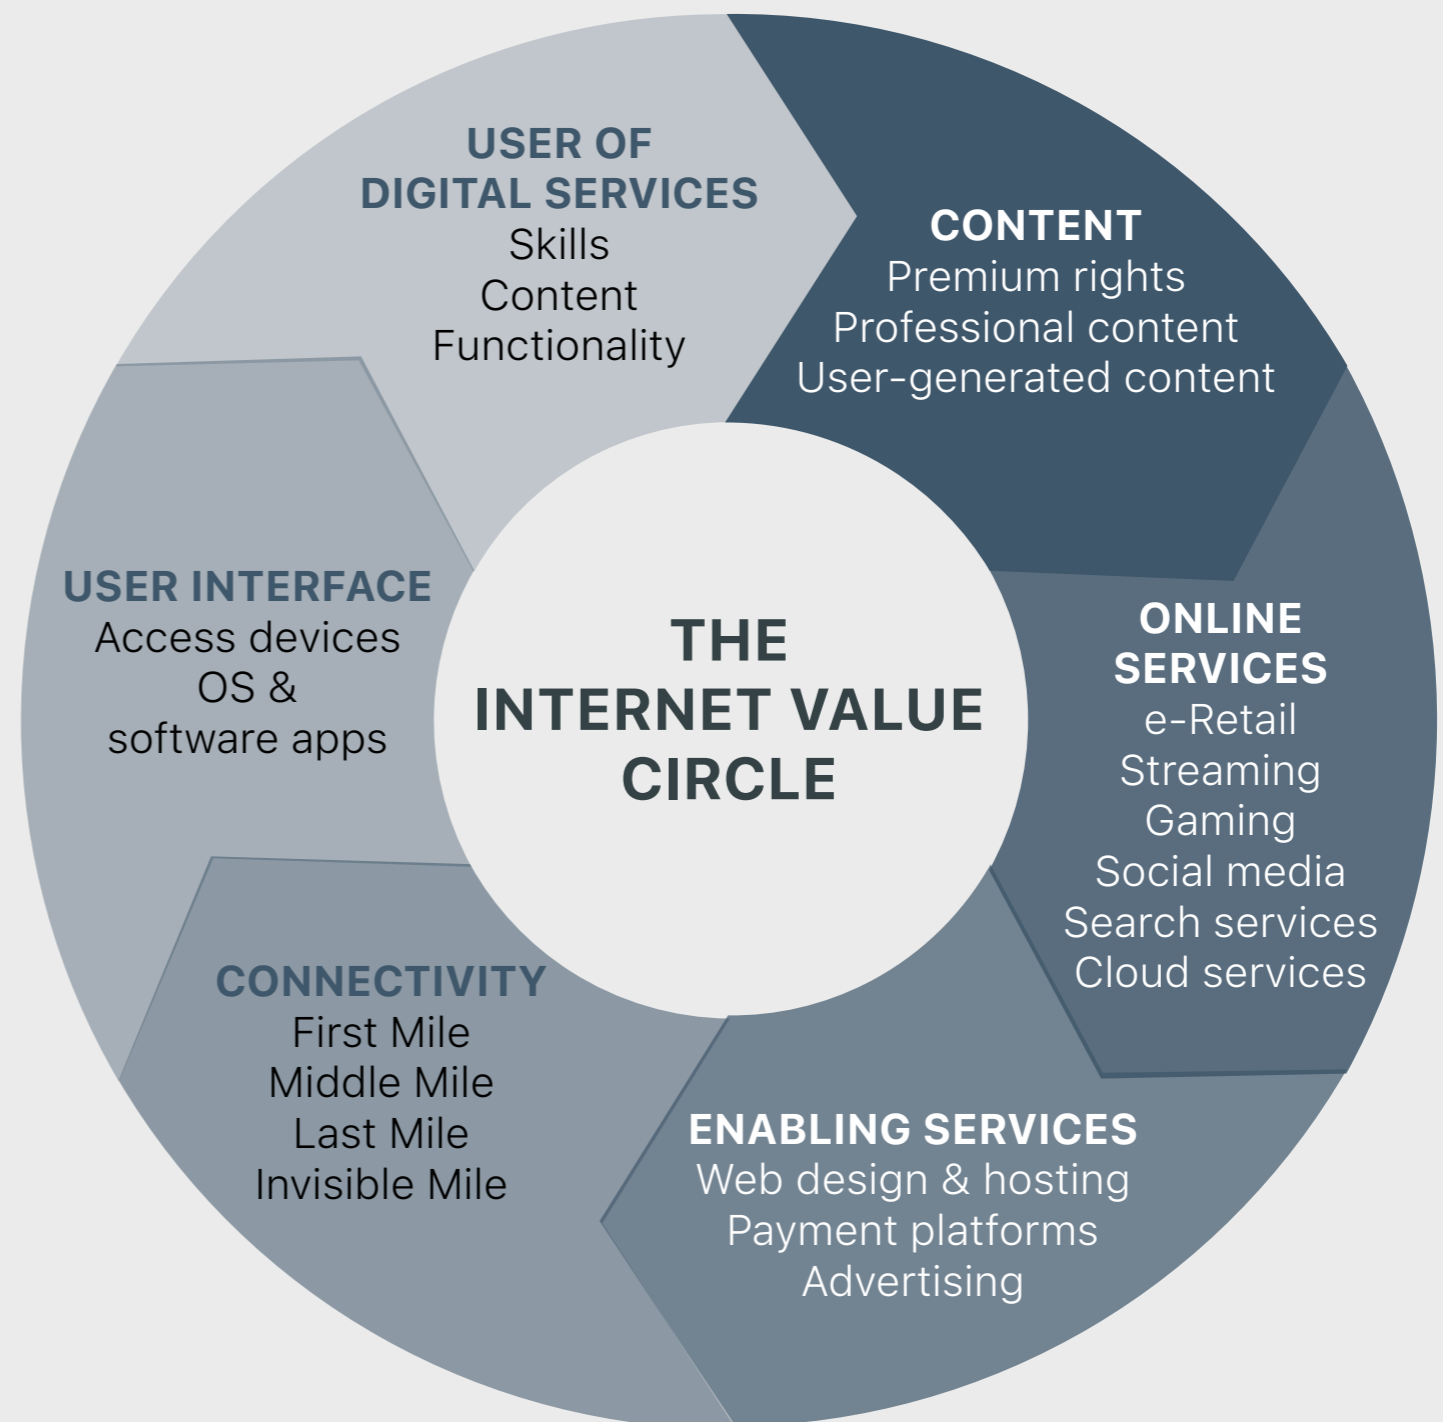 THE
INTERNET VALUE
CIRCLE
USER OF
DIGITAL SERVICES
Skills
Content
Functionality
CONTENT
Premium rights
Professional content
User-generated content
ONLINE
SERVICES
e-Retail
Streaming
Gaming
Social media
Search services
Cloud services
ENABLING SERVICES
Web design & hosting
Payment platforms
Advertising
CONNECTIVITY
First Mile
Middle Mile
Last Mile
Invisible Mile
USER INTERFACE
Access devices
OS &
software apps